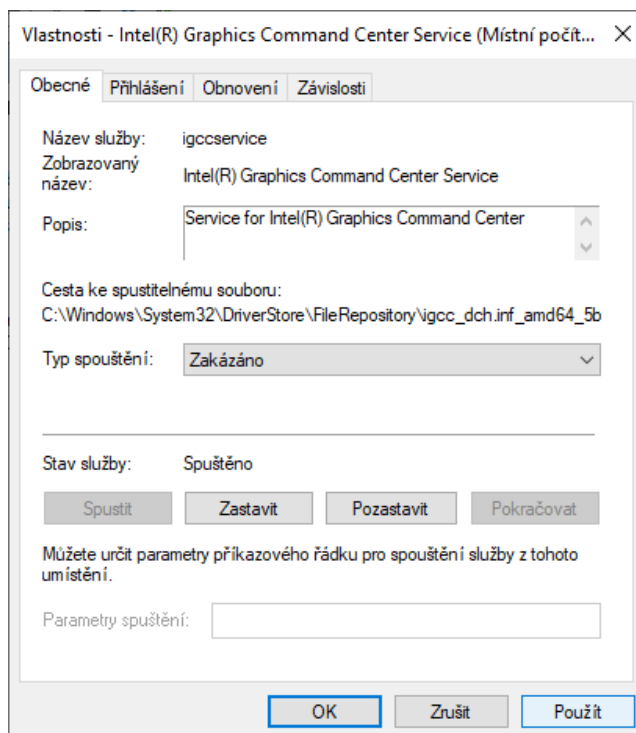 Vlastnosti - Intel(R) Graphics Command Center Service (Místní počít...
Obecné Přihlášení Obnovení Závislosti
Název služby: igccservice
Zobrazovaný název: Intel(R) Graphics Command Center Service
Popis: Service for Intel(R) Graphics Command Center
Cesta ke spustitelnému souboru:
C:\Windows\System32\DriverStore\FileRepository\igcc_dch.inf_amd64_5b
Typ spouštění: Zakázáno
Stav služby: Spuštěno
Spustit Zastavit Pozastavit Pokračovat
Můžete určit parametry příkazového řádku pro spouštění služby z tohoto
umístění.
Parametry spuštění:
OK Zrušit Použít